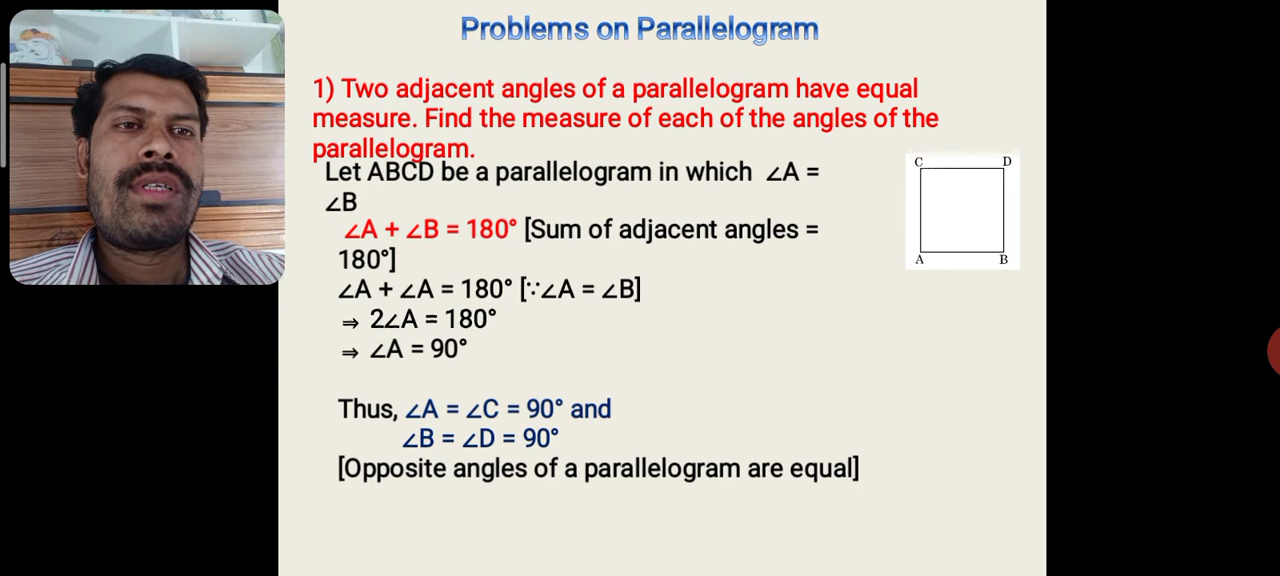 Problems on Parallelogram
1) Two adjacent angles of a parallelogram have equal
measure. Find the measure of each of the angles of the
parallelogram.
Let ABCD be a parallelogram in which ∠A =
∠B
∠A + ∠B = 180° [Sum of adjacent angles =
180°]
∠A + ∠A = 180° [∵∠A = ∠B]
⇒ 2∠A = 180°
⇒ ∠A = 90°
Thus, ∠A = ∠C = 90° and
∠B = ∠D = 90°
[Opposite angles of a parallelogram are equal]
C D
A B